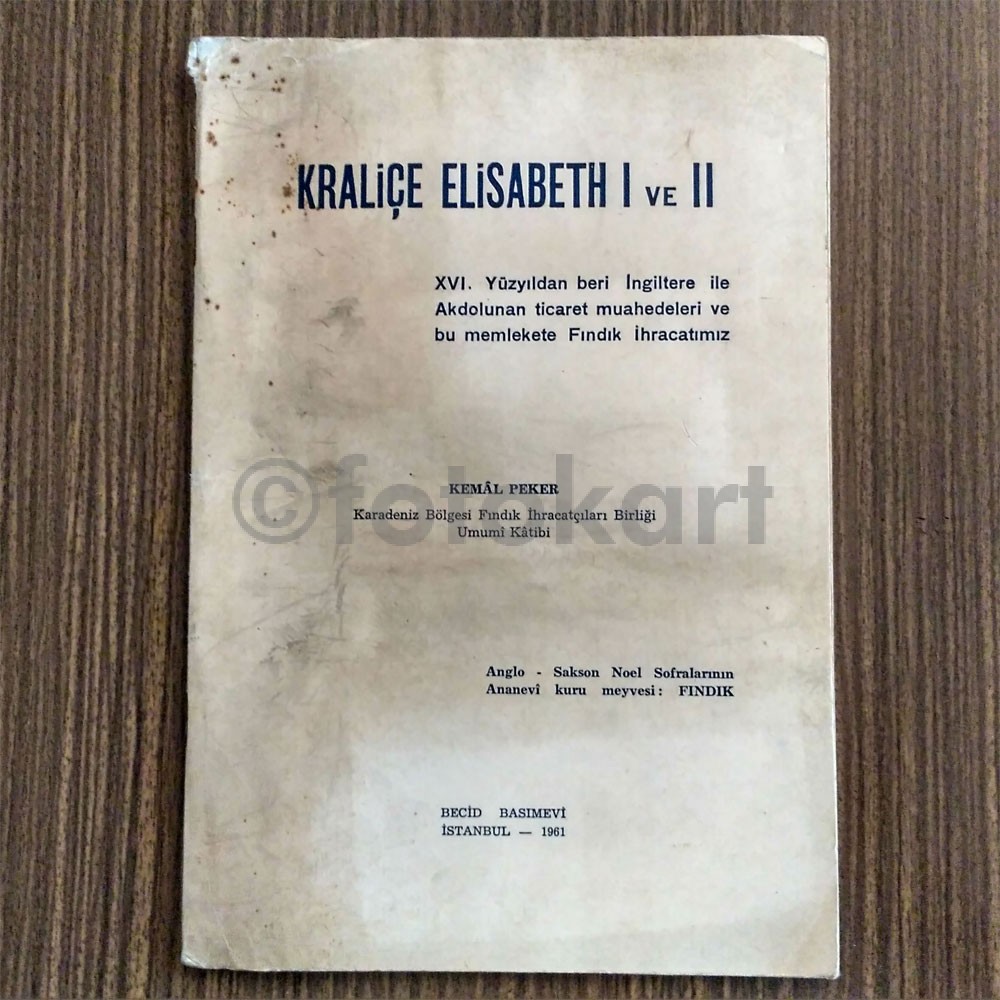 KRALİÇE ELİSABETH I VE II
XVI. Yüzyıldan beri İngiltere ile
Akdolunan ticaret muahedeleri ve
bu memlekete Fındık İhracatımız
©fotokart
KEMÂL PEKER
Karadeniz Bölgesi Fındık İhracatçıları Birliği
Umumî Kâtibi
Anglo - Sakson Noel Sofralarının
Ananevî kuru meyvesi: FINDIK
BECİD BASIMEVİ
İSTANBUL — 1961